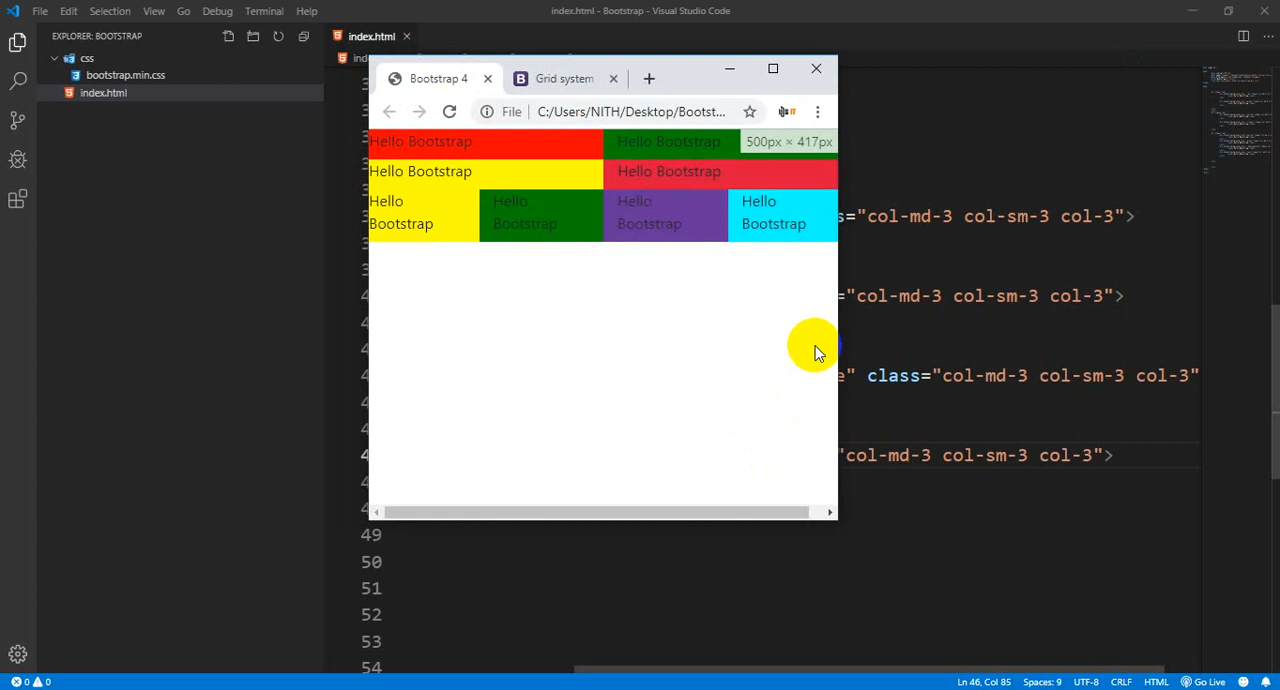 File Edit Selection View Go Debug Terminal Help
index.html - Bootstrap - Visual Studio Code
EXPLORER: BOOTSTRAP
css
bootstrap.min.css
index.html
index.html
Bootstrap 4
Grid system
File
C:/Users/NITH/Desktop/Bootst...
Hello Bootstrap
Hello Bootstrap
500px × 417px
Hello Bootstrap
Hello Bootstrap
Hello
Bootstrap
Hello
Bootstrap
Hello
Bootstrap
Hello
Bootstrap
="col-md-3 col-sm-3 col-3">
="col-md-3 col-sm-3 col-3">
e" class="col-md-3 col-sm-3 col-3"
"col-md-3 col-sm-3 col-3">
49
50
51
52
53
54
0 0
Ln 46, Col 85 Spaces: 9 UTF-8 CRLF HTML Go Live